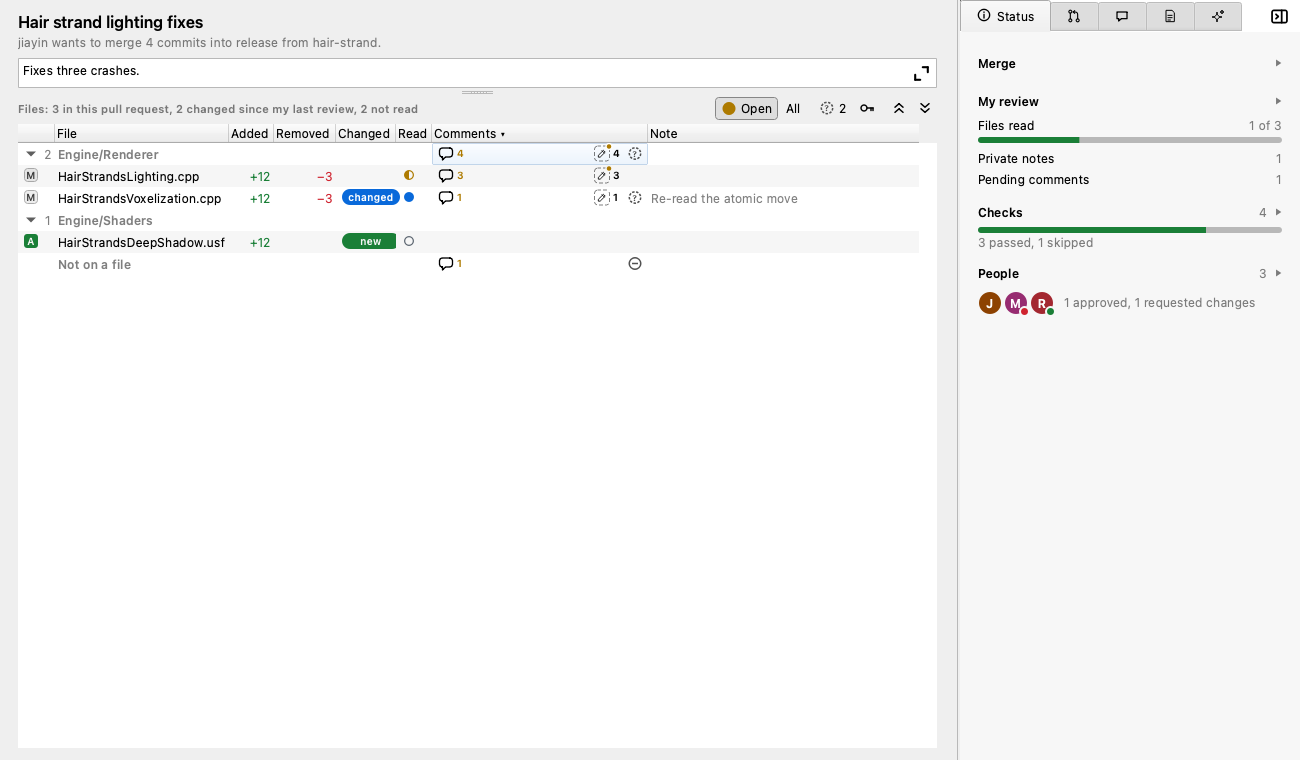 Hair strand lighting fixes
jiayin wants to merge 4 commits into release from hair-strand.
Fixes three crashes.
Files: 3 in this pull request, 2 changed since my last review, 2 not read
Open All 2
File Added Removed Changed Read Comments Note
2 Engine/Renderer 4 4
M HairStrandsLighting.cpp +12 −3 3 3
M HairStrandsVoxelization.cpp +12 −3 changed 1 1 Re-read the atomic move
1 Engine/Shaders
A HairStrandsDeepShadow.usf +12 new
Not on a file 1
Status
Merge
My review
Files read 1 of 3
Private notes 1
Pending comments 1
Checks 4
3 passed, 1 skipped
People 3
J M R 1 approved, 1 requested changes